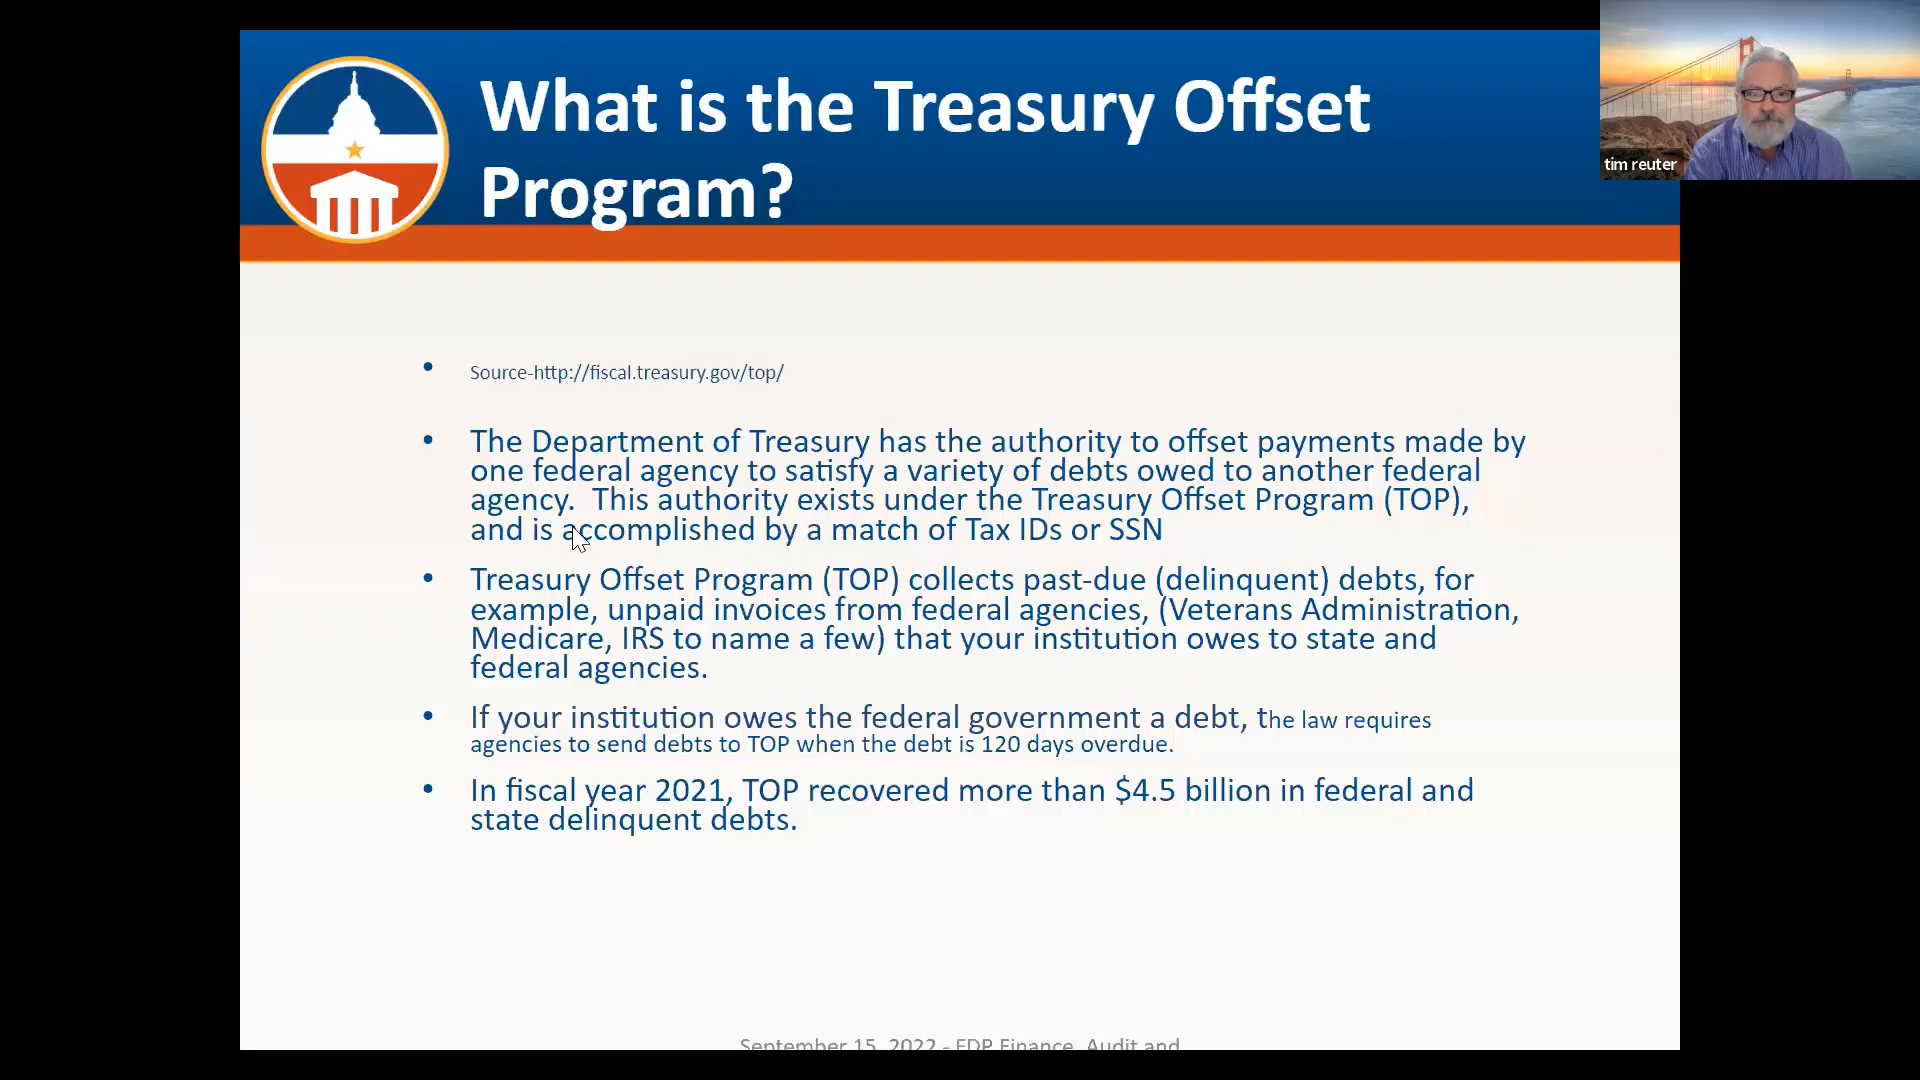 What is the Treasury Offset
Program?
tim reuter
• Source-http://fiscal.treasury.gov/top/
• The Department of Treasury has the authority to offset payments made by
one federal agency to satisfy a variety of debts owed to another federal
agency.  This authority exists under the Treasury Offset Program (TOP),
and is accomplished by a match of Tax IDs or SSN
• Treasury Offset Program (TOP) collects past-due (delinquent) debts, for
example, unpaid invoices from federal agencies, (Veterans Administration,
Medicare, IRS to name a few) that your institution owes to state and
federal agencies.
• If your institution owes the federal government a debt, the law requires
agencies to send debts to TOP when the debt is 120 days overdue.
• In fiscal year 2021, TOP recovered more than $4.5 billion in federal and
state delinquent debts.
September 15, 2022 - FDP Finance, Audit and